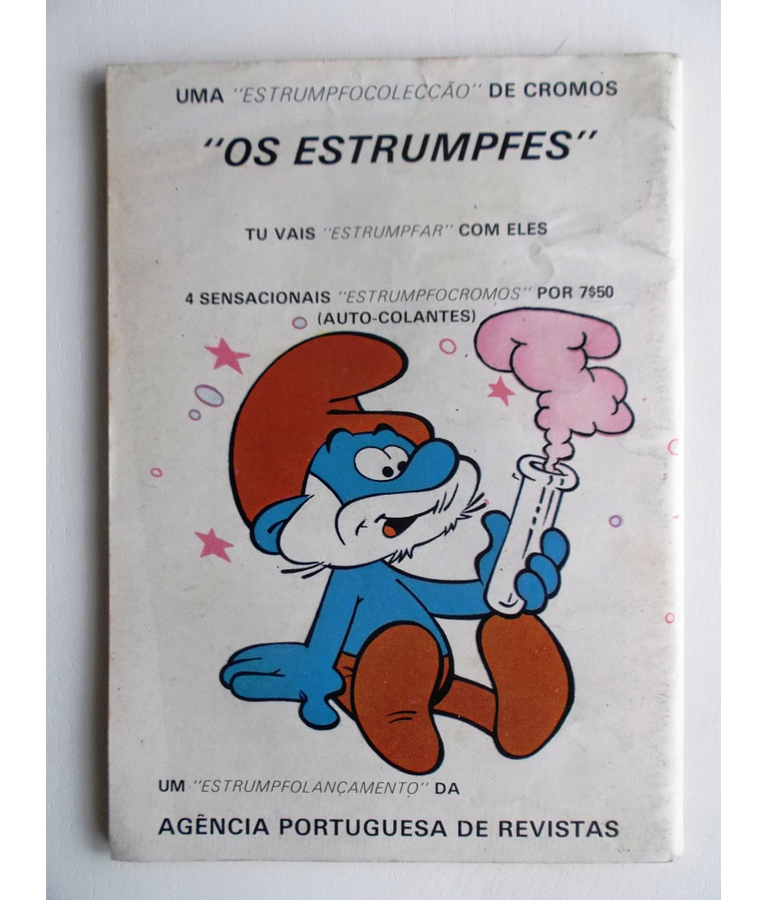 UMA "ESTRUMPFOCOLECÇÃO" DE CROMOS
"OS ESTRUMPFES"
TU VAIS "ESTRUMPFAR" COM ELES
4 SENSACIONAIS "ESTRUMPFOCROMOS" POR 7$50
(AUTO-COLANTES)
UM "ESTRUMPFOLANÇAMENTO" DA
AGÊNCIA PORTUGUESA DE REVISTAS